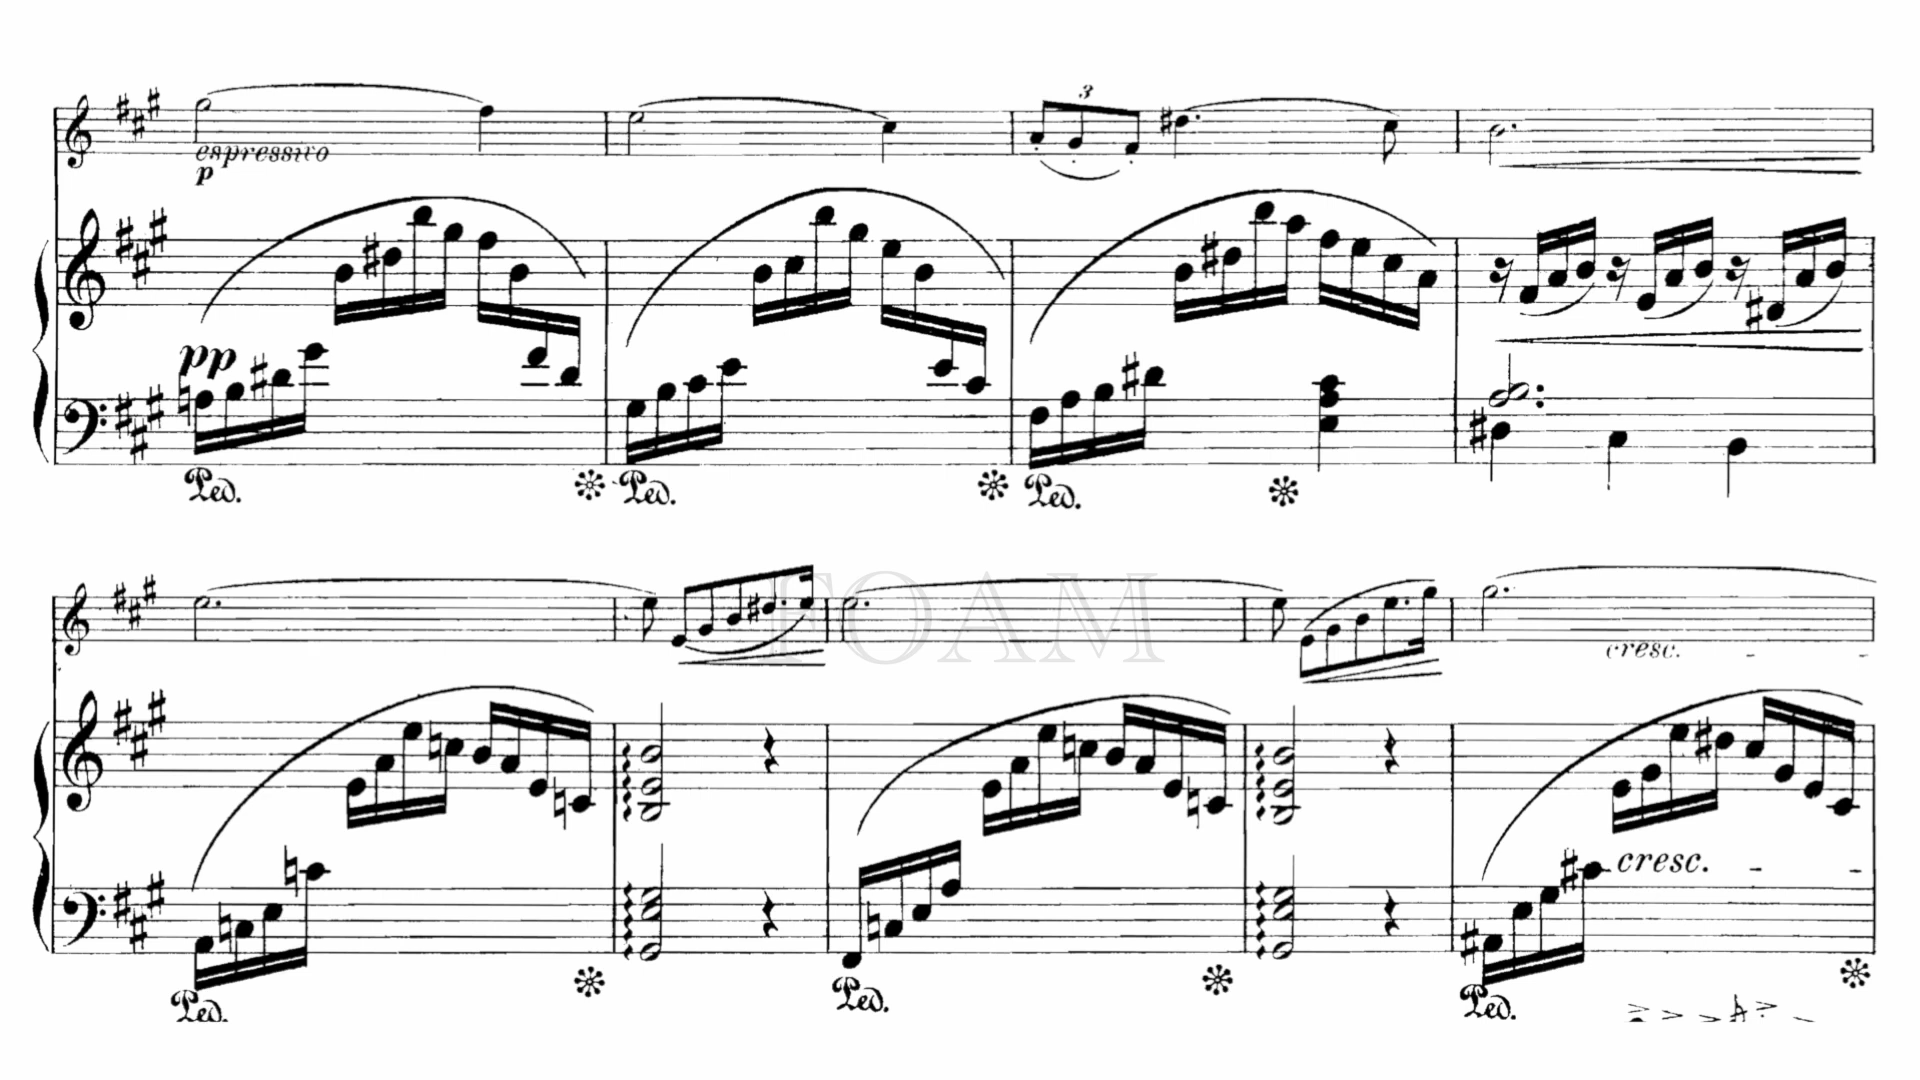 3
espressivo
p
pp
Ped. Ped. Ped.
FOAM
cresc.
cresc.
Ped. Ped. Ped.